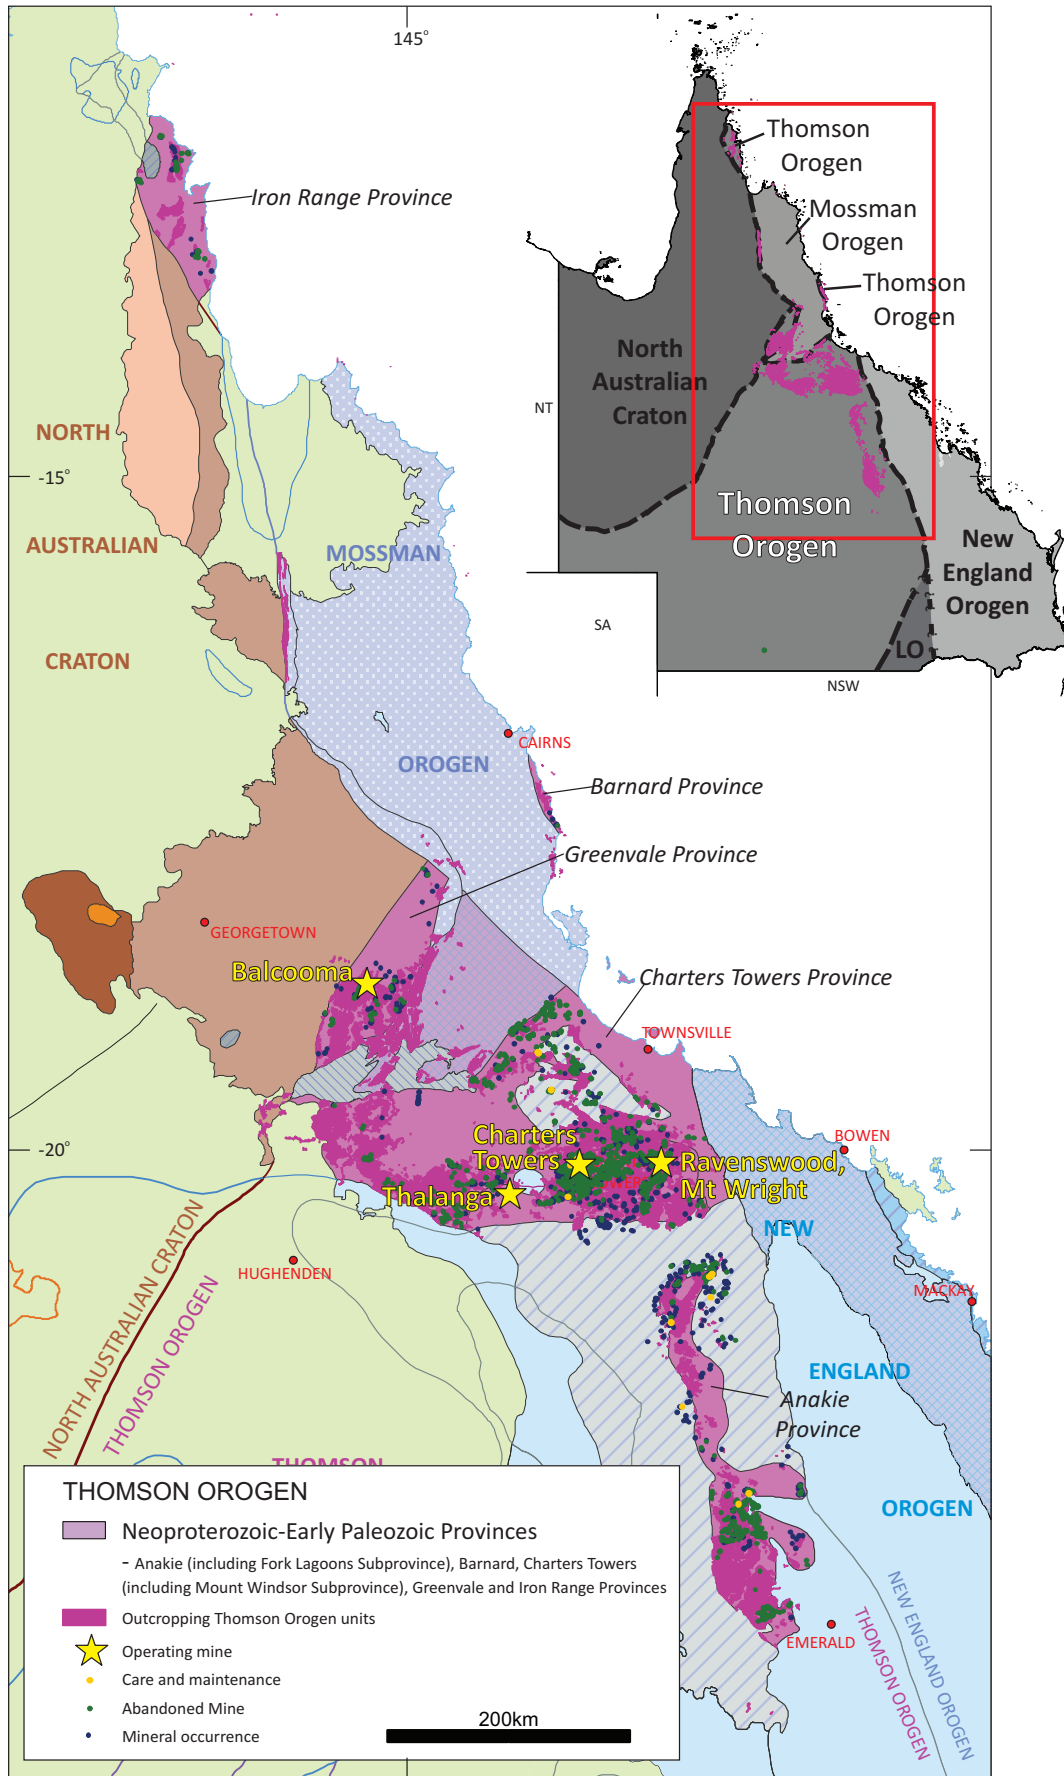 145°
Thomson
Orogen
Mossman
Orogen
Thomson
Orogen
North
Australian
Craton
NT
Thomson
Orogen
New
England
Orogen
LO
SA
NSW
Iron Range Province
NORTH
-15°
AUSTRALIAN
MOSSMAN
CRATON
CAIRNS
OROGEN
Barnard Province
Greenvale Province
GEORGETOWN
Balcooma
Charters Towers Province
TOWNSVILLE
-20°
BOWEN
Charters
Towers
Ravenswood,
Mt Wright
Thalanga
NEW
HUGHENDEN
MACKAY
NORTH AUSTRALIAN CRATON
THOMSON OROGEN
ENGLAND
Anakie
Province
THOMSON
OROGEN
EMERALD
THOMSON OROGEN
NEW ENGLAND OROGEN
THOMSON OROGEN
Neoproterozoic-Early Paleozoic Provinces
- Anakie (including Fork Lagoons Subprovince), Barnard, Charters Towers
(including Mount Windsor Subprovince), Greenvale and Iron Range Provinces
Outcropping Thomson Orogen units
Operating mine
Care and maintenance
Abandoned Mine
Mineral occurrence
200km